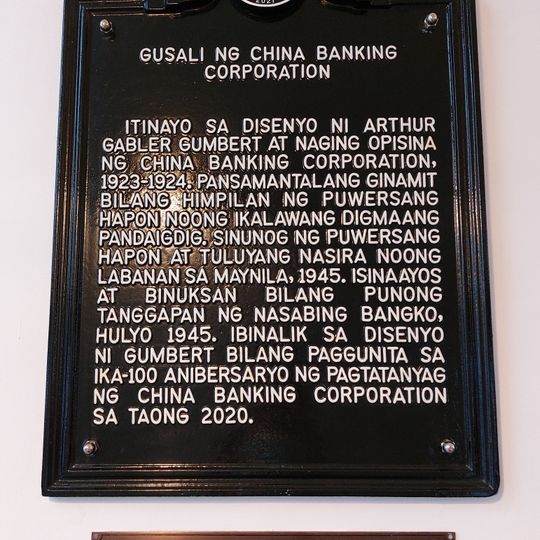 2021
GUSALI NG CHINA BANKING
CORPORATION
ITINAYO SA DISENYO NI ARTHUR
GABLER GUMBERT AT NAGING OPISINA
NG CHINA BANKING CORPORATION,
1923-1924. PANSAMANTALANG GINAMIT
BILANG HIMPILAN NG PUWERSANG
HAPON NOONG IKALAWANG DIGMAANG
PANDAIGDIG. SINUNOG NG PUWERSANG
HAPON AT TULUYANG NASIRA NOONG
LABANAN SA MAYNILA, 1945. ISINAAYOS
AT BINUKSAN BILANG PUNONG
TANGGAPAN NG NASABING BANGKO,
HULYO 1945. IBINALIK SA DISENYO
NI GUMBERT BILANG PAGGUNITA SA
IKA-100 ANIBERSARYO NG PAGTATANYAG
NG CHINA BANKING CORPORATION
SA TAONG 2020.